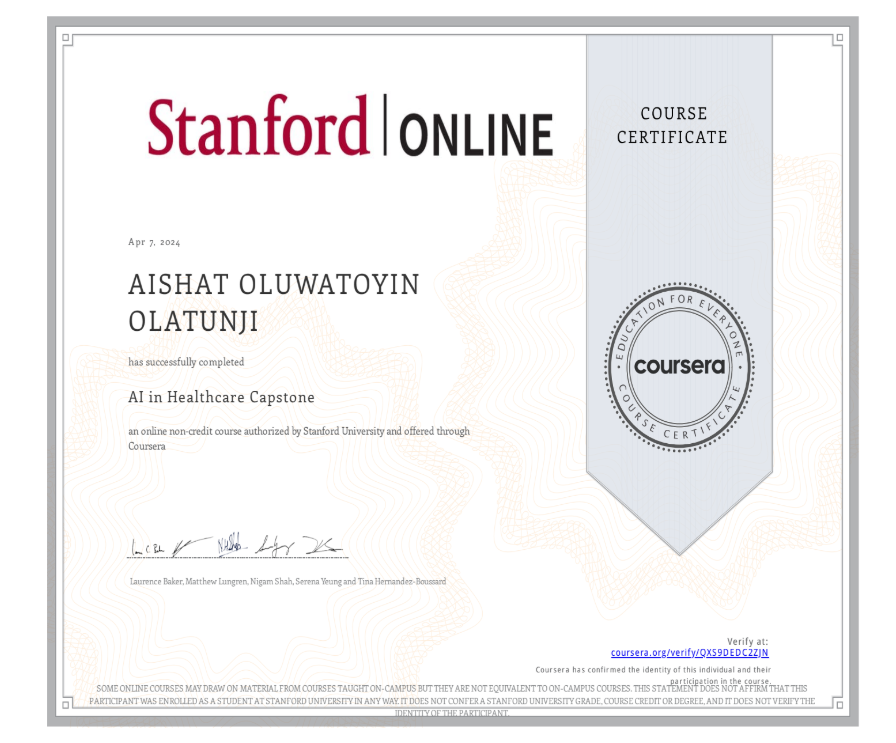 Stanford ONLINE
COURSE
CERTIFICATE
Apr 7, 2024
AISHAT OLUWATOYIN
OLATUNJI
has successfully completed
AI in Healthcare Capstone
an online non-credit course authorized by Stanford University and offered through
Coursera
EDUCATION FOR EVERYONE
coursera
COURSE CERTIFICATE
Laurence Baker, Matthew Lungren, Nigam Shah, Serena Yeung and Tina Hernandez-Boussard
Verify at:
coursera.org/verify/QXS9DEDC2ZJN
Coursera has confirmed the identity of this individual and their
participation in the course.
SOME ONLINE COURSES MAY DRAW ON MATERIAL FROM COURSES TAUGHT ON-CAMPUS BUT THEY ARE NOT EQUIVALENT TO ON-CAMPUS COURSES. THIS STATEMENT DOES NOT AFFIRM THAT THIS
PARTICIPANT WAS ENROLLED AS A STUDENT AT STANFORD UNIVERSITY IN ANY WAY. IT DOES NOT CONFER A STANFORD UNIVERSITY GRADE, COURSE CREDIT OR DEGREE, AND IT DOES NOT VERIFY THE
IDENTITY OF THE PARTICIPANT.